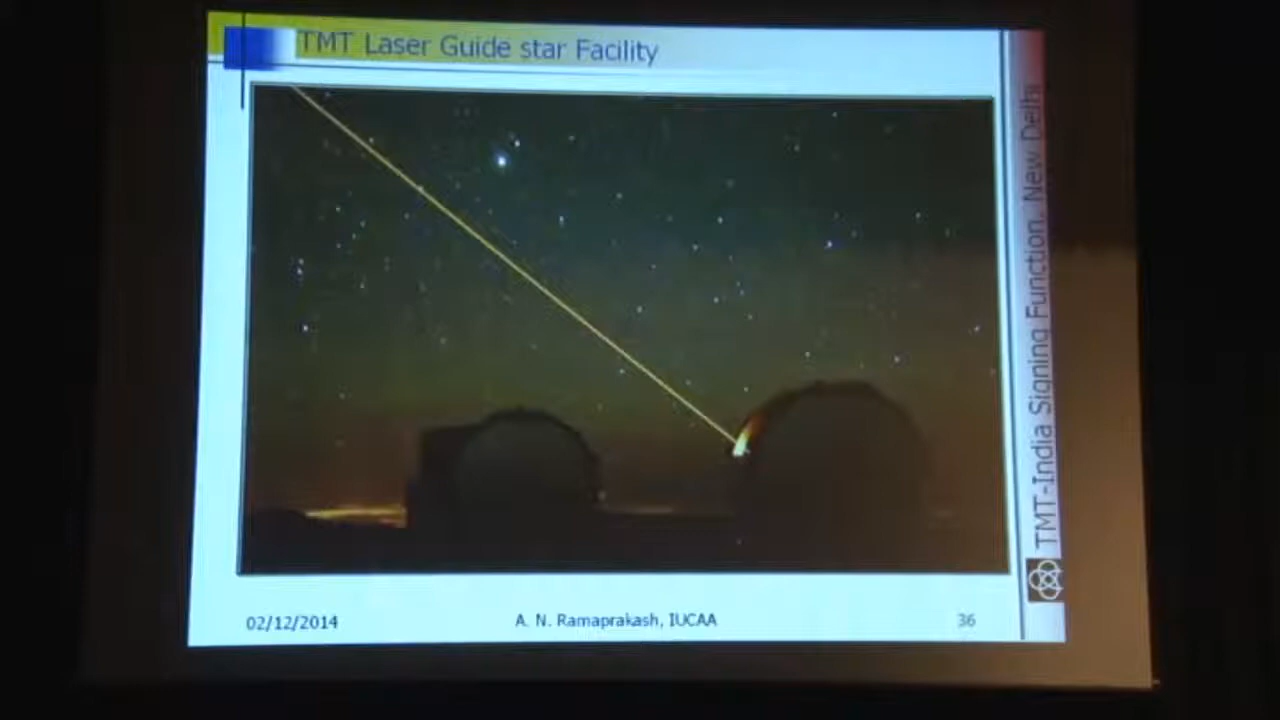 TMT Laser Guide star Facility
TMT-India Signing Function, New Delhi
02/12/2014
A. N. Ramaprakash, IUCAA
36